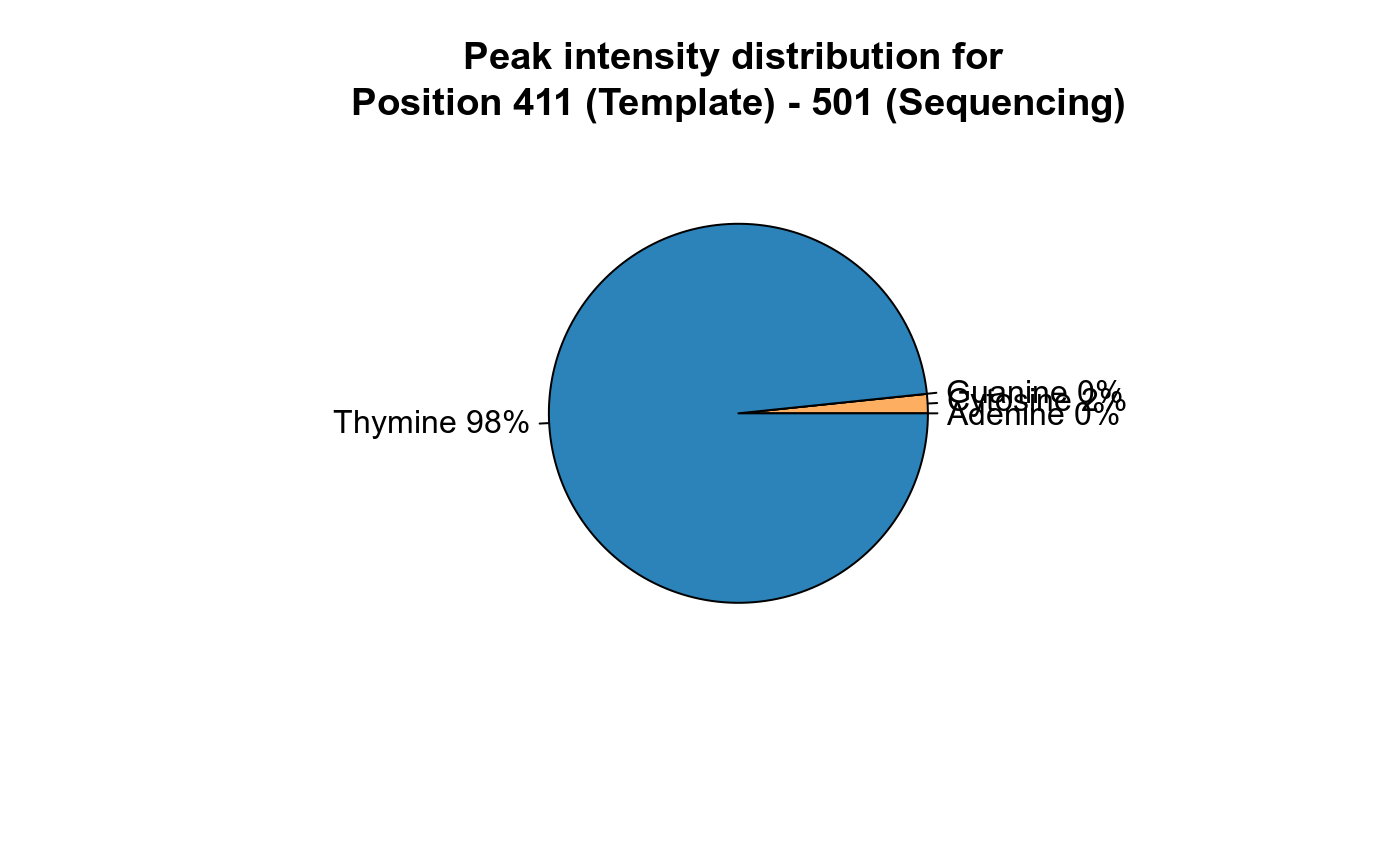 Peak intensity distribution for
Position 411 (Template) - 501 (Sequencing)
Guanine 0%
Cytosine 2%
Adenine 0%
Thymine 98%